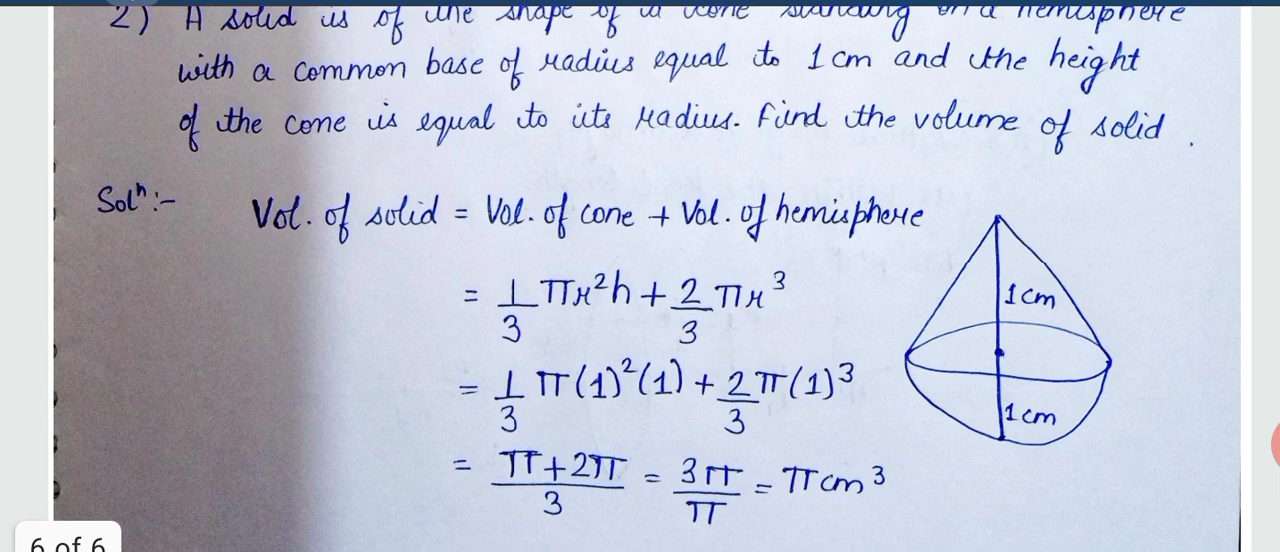 2) A solid is of the shape of a cone standing on a hemisphere
with a common base of radius equal to 1 cm and the height
of the cone is equal to its radius. Find the volume of solid.
Solⁿ:- Vol. of solid = Vol. of cone + Vol. of hemisphere
= 1/3 πr²h + 2/3 πr³
= 1/3 π(1)²(1) + 2/3 π(1)³
= π+2π/3 = 3π/π = π cm³
1 cm
1 cm
6 of 6